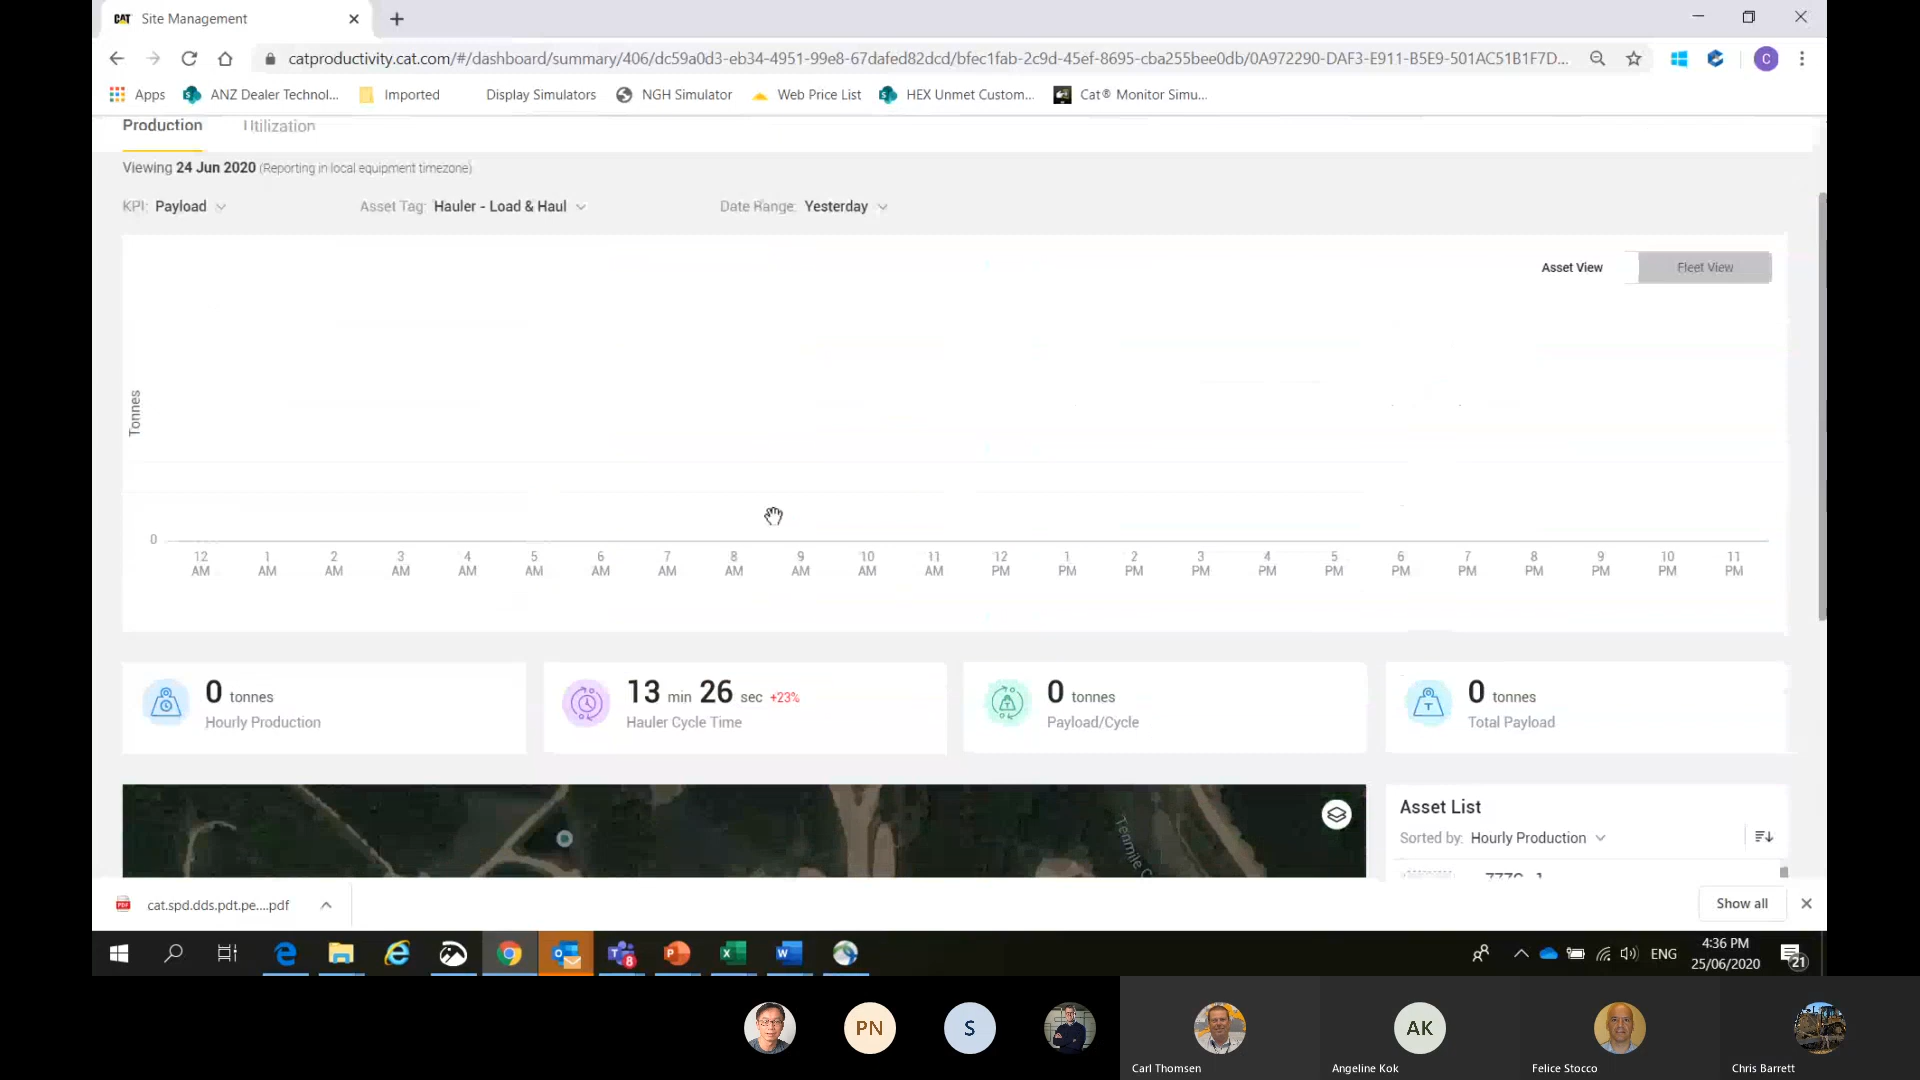 CAT Site Management
catproductivity.cat.com/#/dashboard/summary/406/dc59a0d3-eb34-4951-99e8-67dafed82dcd/bfec1fab-2c9d-45ef-8695-cba255bee0db/0A972290-DAF3-E911-B5E9-501AC51B1F7D...
C
Apps ANZ Dealer Technol... Imported Display Simulators NGH Simulator Web Price List HEX Unmet Custom... Cat® Monitor Simu...
Production Utilization
Viewing 24 Jun 2020 (Reporting in local equipment timezone)
KPI: Payload Asset Tag: Hauler - Load & Haul Date Range: Yesterday
Asset View Fleet View
Tonnes
0
12 1 2 3 4 5 6 7 8 9 10 11 12 1 2 3 4 5 6 7 8 9 10 11
AM AM AM AM AM AM AM AM AM AM AM AM PM PM PM PM PM PM PM PM PM PM PM PM
0 tonnes 13 min 26 sec +23% 0 tonnes 0 tonnes
Hourly Production Hauler Cycle Time Payload/Cycle Total Payload
Asset List
Sorted by: Hourly Production
Tenmile C
cat.spd.dds.pdt.pe....pdf
Show all
ENG
4:36 PM
25/06/2020
21
8
PN
S
AK
Carl Thomsen
Angeline Kok
Felice Stocco
Chris Barrett